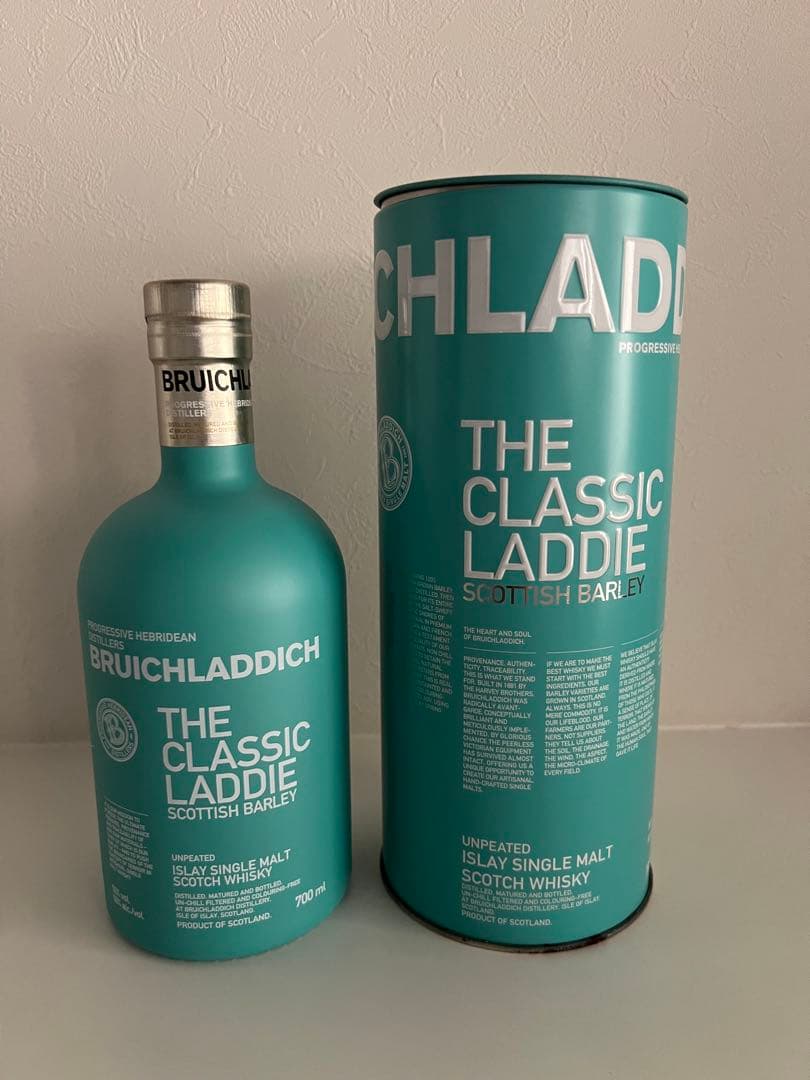 BRUICHL
PROGRESSIVE HEBRID
DISTILLERS
PROGRESSIVE HEBRIDEAN
DISTILLERS
BRUICHLADDICH
THE
CLASSIC
LADDIE
SCOTTISH BARLEY
UNPEATED
ISLAY SINGLE MALT
SCOTCH WHISKY
DISTILLED, MATURED AND BOTTLED,
UN-CHILL FILTERED AND COLOURING-FREE
AT BRUICHLADDICH DISTILLERY,
ISLE OF ISLAY, SCOTLAND.
PRODUCT OF SCOTLAND.
700 ml
CHLADD
PROGRESSIVE HE
THE
CLASSIC
LADDIE
SCOTTISH BARLEY
THE HEART AND SOUL
OF BRUICHLADDICH.
PROVENANCE. AUTHEN-
TICITY. TRACEABILITY
THIS IS WHAT WE STAND
FOR. BUILT IN 1881 BY
THE HARVEY BROTHERS,
BRUICHLADDICH WAS
RADICALLY AVANT-
GARDE. CONCEPTUALLY
BRILLIANT AND
METICULOUSLY IMPLE-
MENTED. BY GLORIOUS
CHANCE THE PEERLESS
VICTORIAN EQUIPMENT
HAS SURVIVED ALMOST
INTACT, OFFERING US A
UNIQUE OPPORTUNITY TO
CREATE OUR ARTISANAL
HAND-CRAFTED SINGLE
MALTS.
IF WE ARE TO MAKE THE
BEST WHISKY WE MUST
START WITH THE BEST
INGREDIENTS. OUR
BARLEY VARIETIES ARE
GROWN IN SCOTLAND.
ALWAYS. THIS IS NO
MERE COMMODITY, IT IS
OUR LIFEBLOOD. OUR
FARMERS ARE OUR PART-
NERS, NOT SUPPLIERS.
THEY TELL US ABOUT
THE SOIL, THE DRAINAGE,
THE WIND, THE ASPECT,
THE MICRO-CLIMATE OF
EVERY FIELD.
UNPEATED
ISLAY SINGLE MALT
SCOTCH WHISKY
DISTILLED, MATURED AND BOTTLED,
UN-CHILL FILTERED AND COLOURING-FREE
AT BRUICHLADDICH DISTILLERY, ISLE OF ISLAY,
SCOTLAND.
PRODUCT OF SCOTLAND.